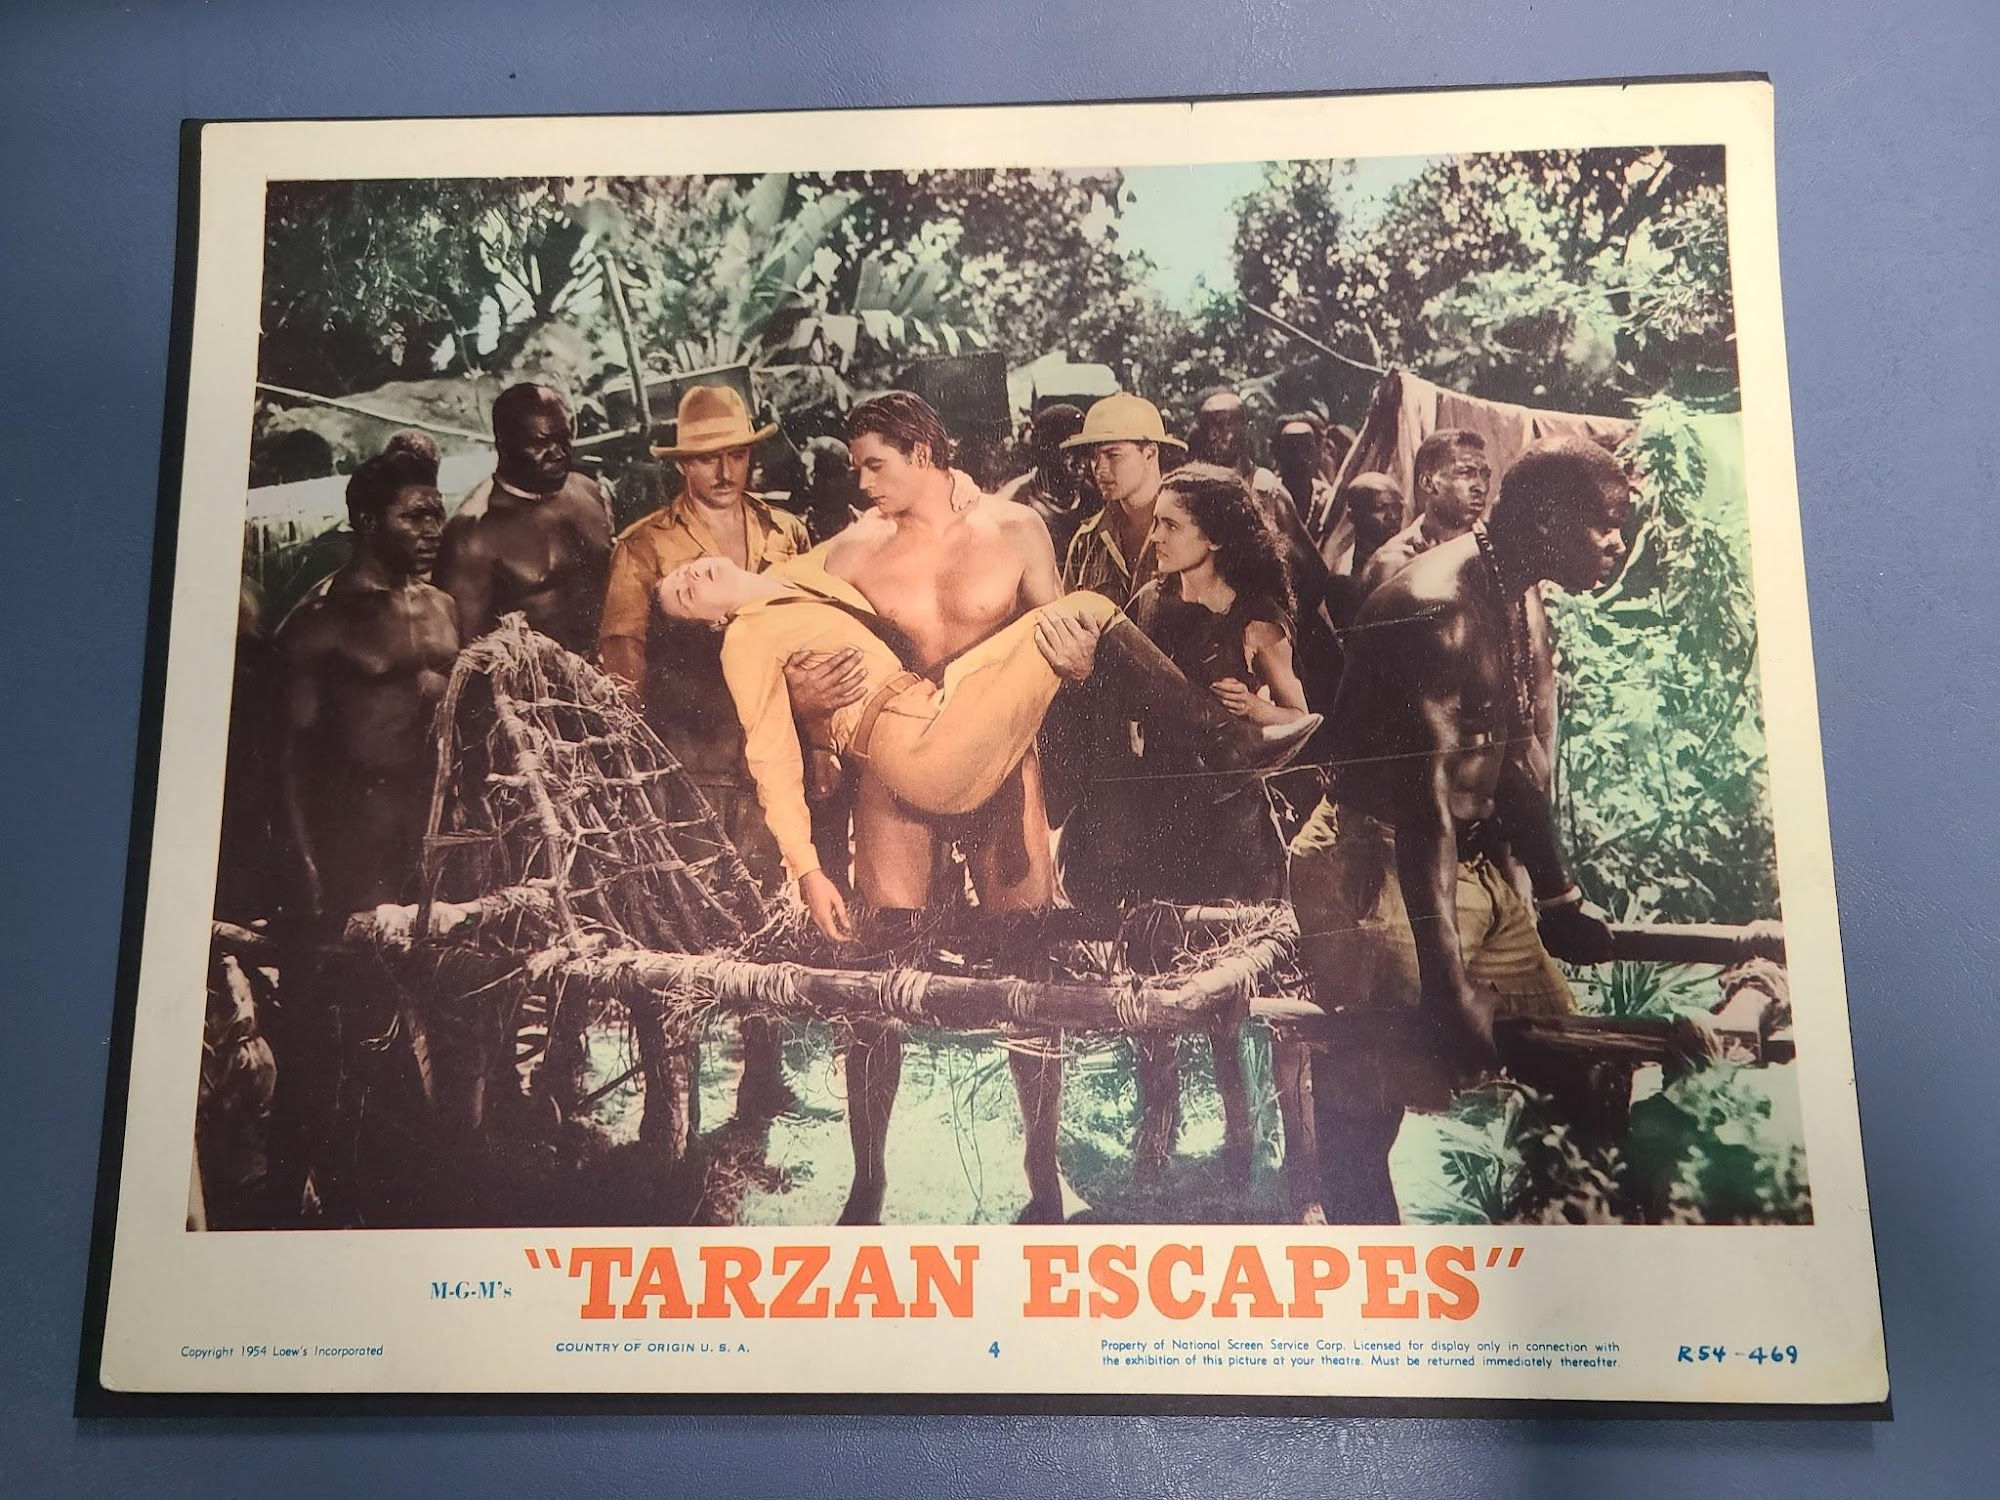 M-G-M's "TARZAN ESCAPES"
Copyright 1954 Loew's Incorporated
COUNTRY OF ORIGIN U. S. A.
4
Property of National Screen Service Corp. Licensed for display only in connection with
the exhibition of this picture at your theatre. Must be returned immediately thereafter.
R54-469